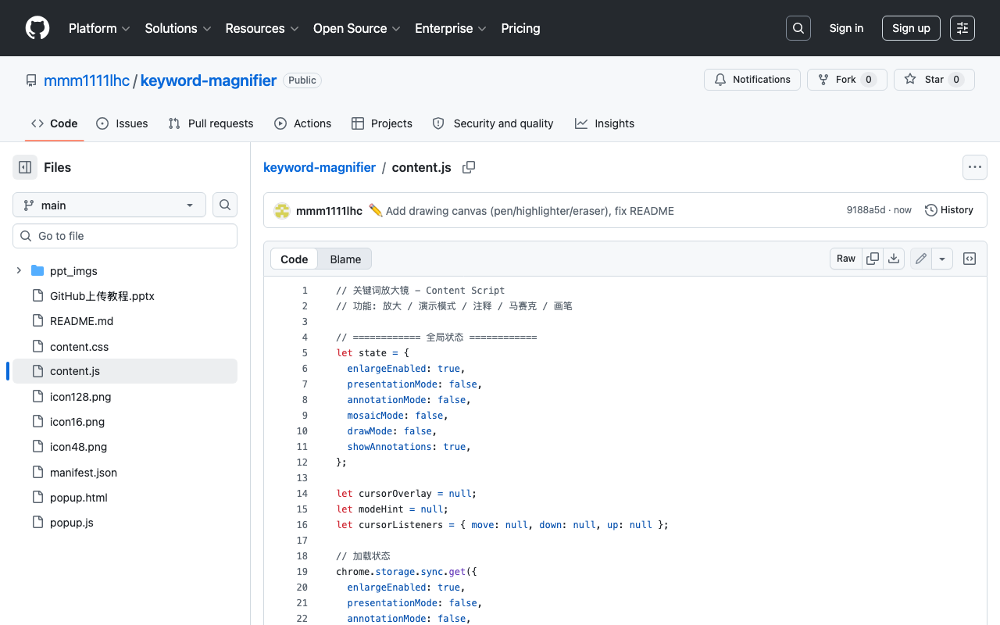 Platform Solutions Resources Open Source Enterprise Pricing Sign in Sign up
mmm1111lhc / keyword-magnifier Public Notifications Fork 0 Star 0
Code Issues Pull requests Actions Projects Security and quality Insights
Files
main
Go to file
ppt_imgs
GitHub上传教程.pptx
README.md
content.css
content.js
icon128.png
icon16.png
icon48.png
manifest.json
popup.html
popup.js
keyword-magnifier / content.js
mmm1111lhc ✏️ Add drawing canvas (pen/highlighter/eraser), fix README 9188a5d · now History
Code Blame Raw
1 // 关键词放大镜 - Content Script
2 // 功能: 放大 / 演示模式 / 注释 / 马赛克 / 画笔
3
4 // ============ 全局状态 ============
5 let state = {
6   enlargeEnabled: true,
7   presentationMode: false,
8   annotationMode: false,
9   mosaicMode: false,
10   drawMode: false,
11   showAnnotations: true,
12 };
13
14 let cursorOverlay = null;
15 let modeHint = null;
16 let cursorListeners = { move: null, down: null, up: null };
17
18 // 加载状态
19 chrome.storage.sync.get({
20   enlargeEnabled: true,
21   presentationMode: false,
22   annotationMode: false,